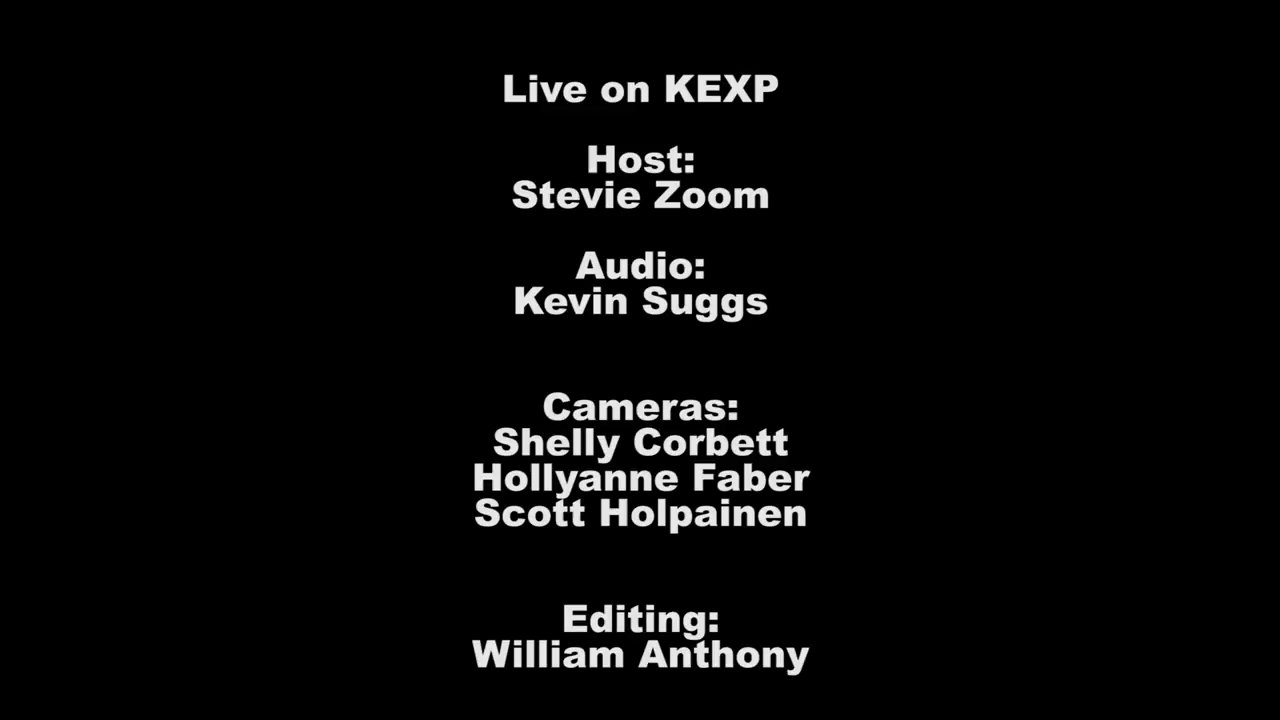 Live on KEXP
Host:
Stevie Zoom
Audio:
Kevin Suggs
Cameras:
Shelly Corbett
Hollyanne Faber
Scott Holpainen
Editing:
William Anthony